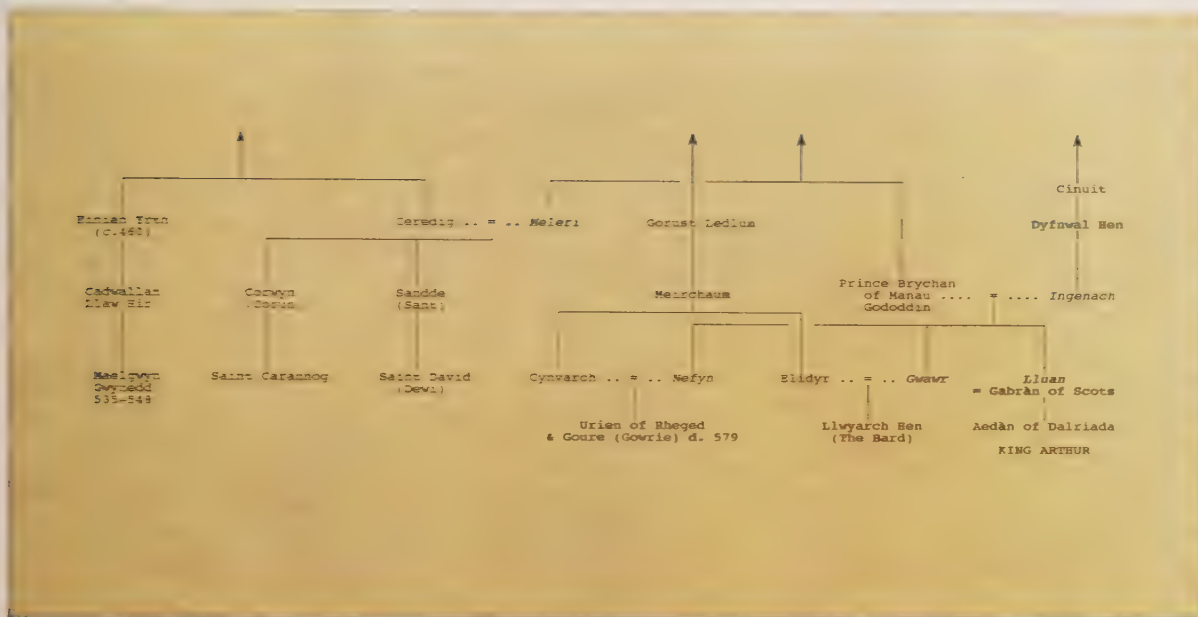 Cinuit
Einian Yrth
(c.460)
Ceredig .. = .. Meleri
Gorust Ledlum
Dyfnwal Hen
Cadwallan
Llaw Hir
Corwyn
Sandde
(Sant)
Meirchaum
Prince Brychan
of Manau .... = .... Ingenach
Gododdin
Maelgwyn
Gwynedd
535-548
Saint Carannog
Saint David
(Dewi)
Cynvarch .. = .. Nefyn
Elidyr .. = .. Gwawr
Lluan
= Gabràn of Scots
Urien of Rheged
& Goure (Gowrie) d. 579
Llwyarch Hen
(The Bard)
Aedàn of Dalriada
KING ARTHUR